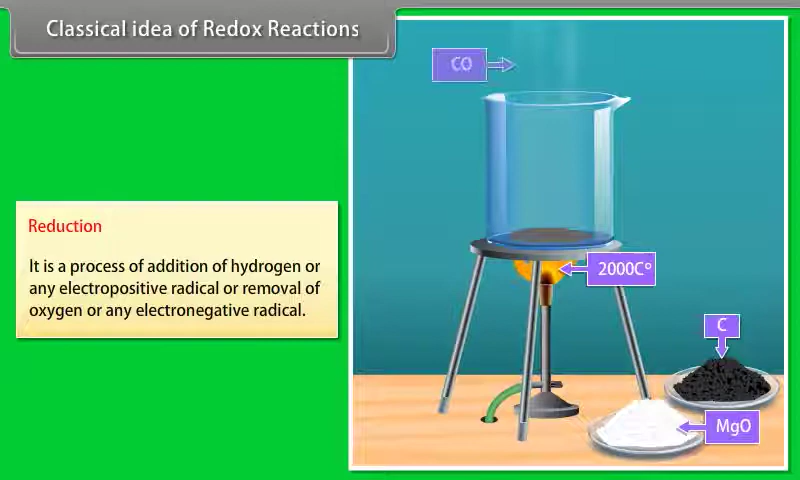 Classical idea of Redox Reactions
CO
Reduction
It is a process of addition of hydrogen or
any electropositive radical or removal of
oxygen or any electronegative radical.
2000C°
C
MgO